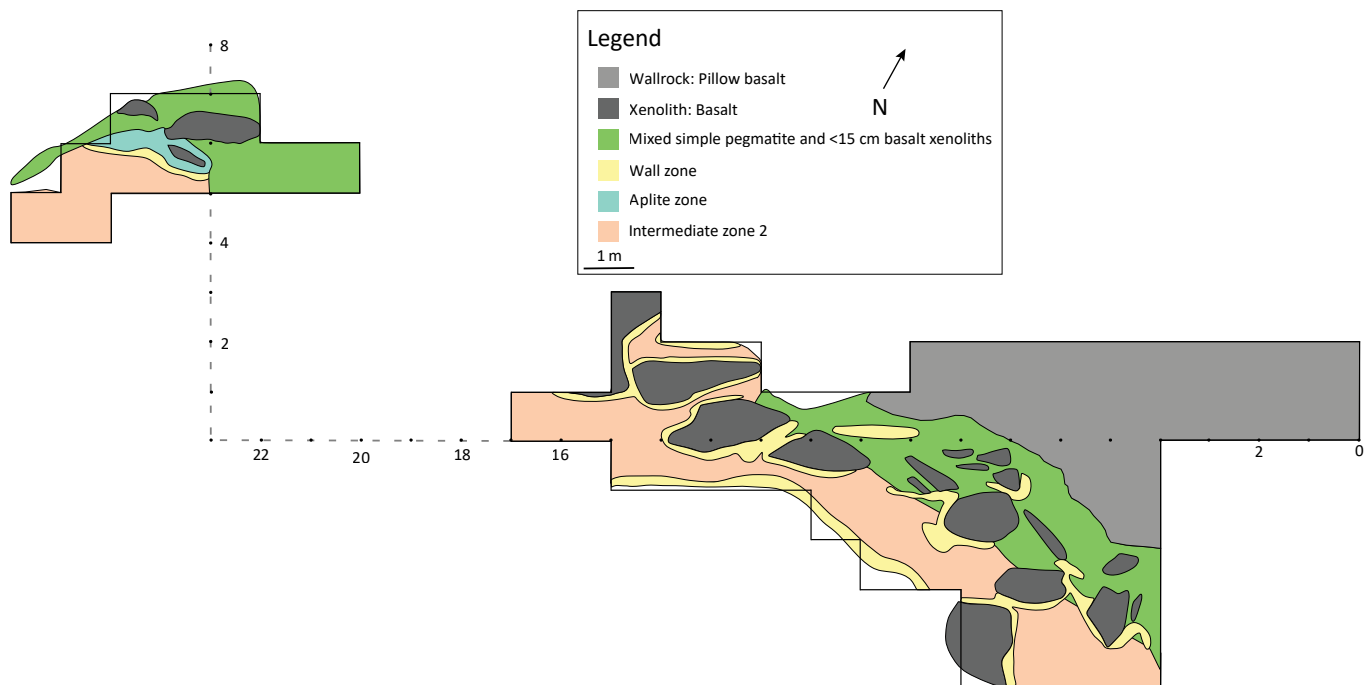 8
4
2
Legend
N
Wallrock: Pillow basalt
Xenolith: Basalt
Mixed simple pegmatite and <15 cm basalt xenoliths
Wall zone
Aplite zone
Intermediate zone 2
1 m
22
20
18
16
2
0